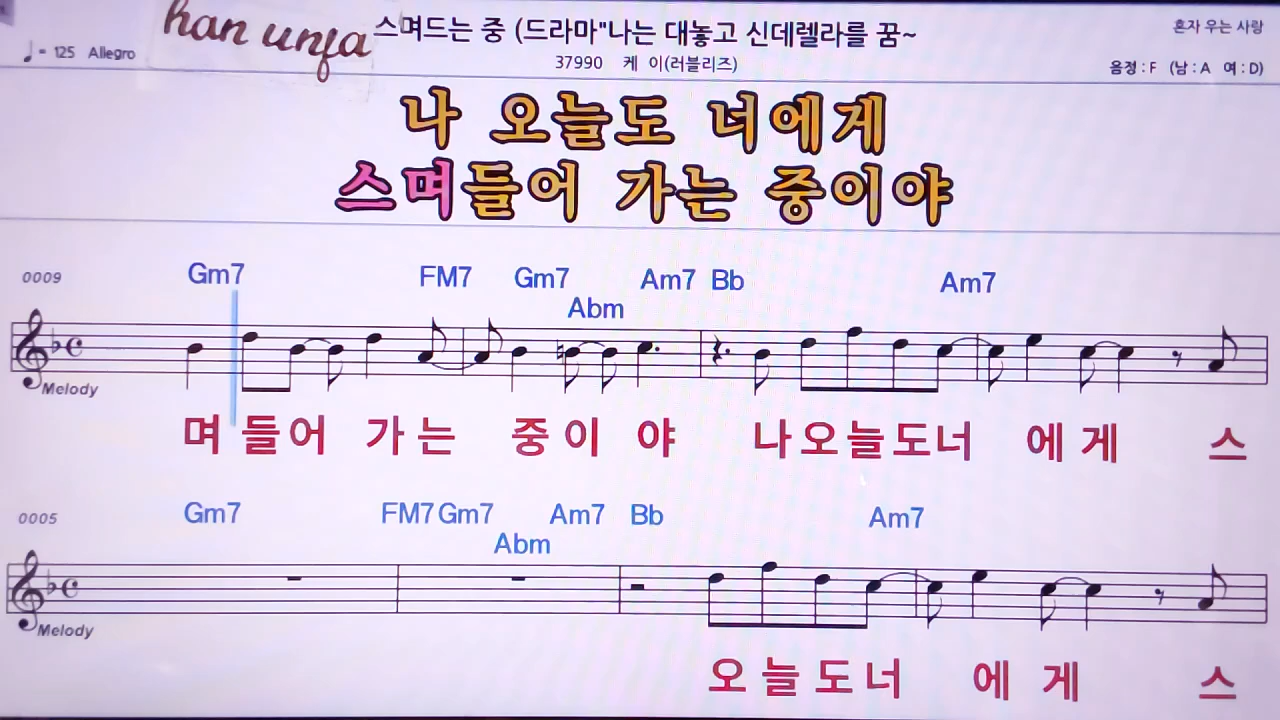 han unja
스며드는 중 (드라마"나는 대놓고 신데렐라를 꿈~
혼자 우는 사랑
♩= 125 Allegro
37990 케 이(러블리즈)
음정 : F (남 : A 여 : D)
나 오늘도 너에게
스며들어 가는 중이야
0009 Gm7 FM7 Gm7 Am7 Bb Am7
Abm
Melody
며 들어 가는 중이 야 나오늘도너 에게 스
0005 Gm7 FM7 Gm7 Am7 Bb Am7
Abm
Melody
오늘도너 에게 스